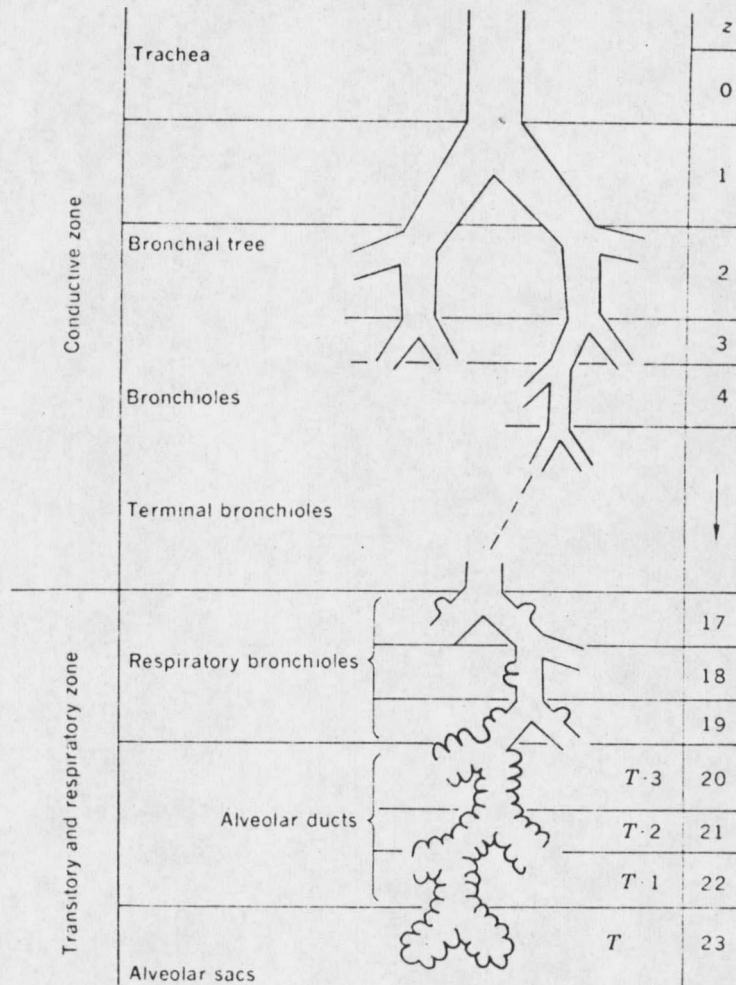 z
Trachea
0
1
Conductive zone
Bronchial tree
2
3
Bronchioles
4
Terminal bronchioles
17
Respiratory bronchioles
18
19
Transitory and respiratory zone
T·3 20
Alveolar ducts
T·2 21
T·1 22
T 23
Alveolar sacs